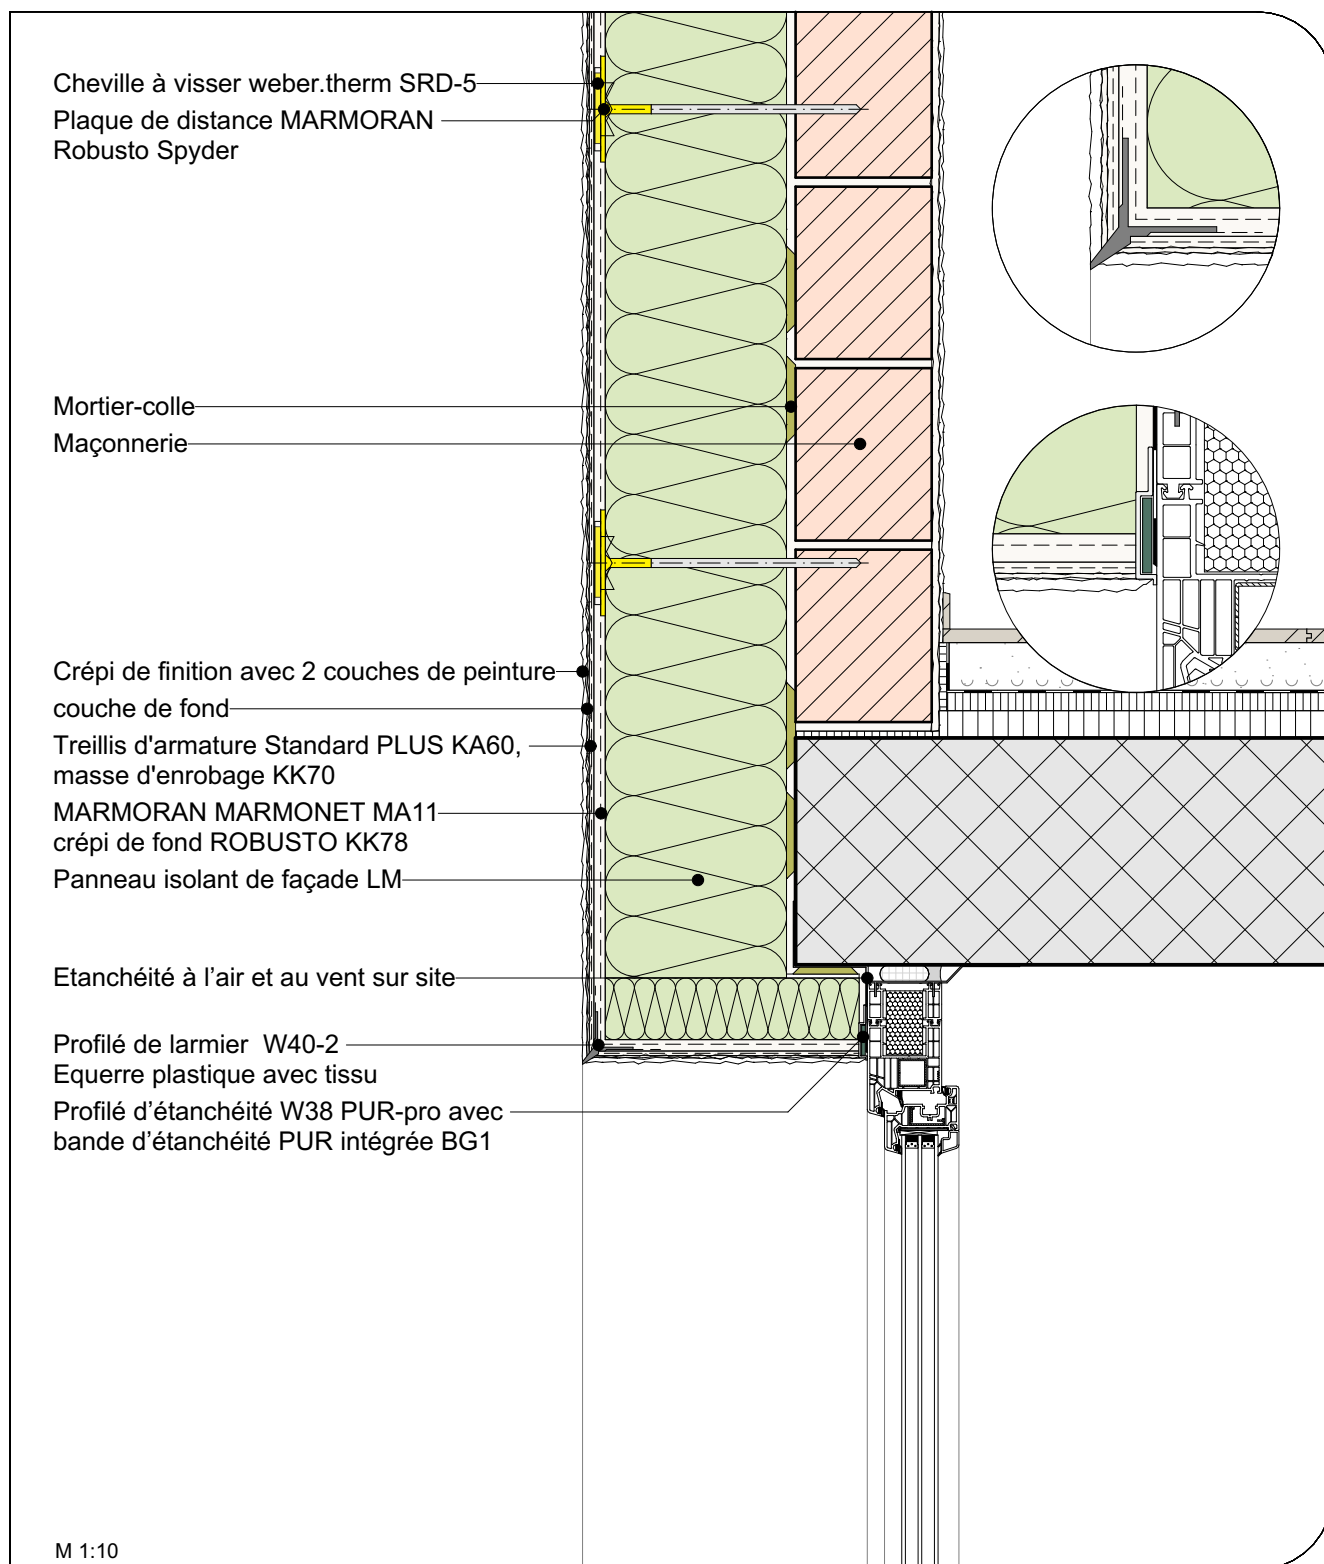 Cheville à visser weber.therm SRD-5
Plaque de distance MARMORAN
Robusto Spyder
Mortier-colle
Maçonnerie
Crépi de finition avec 2 couches de peinture
couche de fond
Treillis d'armature Standard PLUS KA60,
masse d'enrobage KK70
MARMORAN MARMONET MA11
crépi de fond ROBUSTO KK78
Panneau isolant de façade LM
Etanchéité à l’air et au vent sur site
Profilé de larmier  W40-2
Equerre plastique avec tissu
Profilé d’étanchéité W38 PUR-pro avec
bande d’étanchéité PUR intégrée BG1
M 1:10